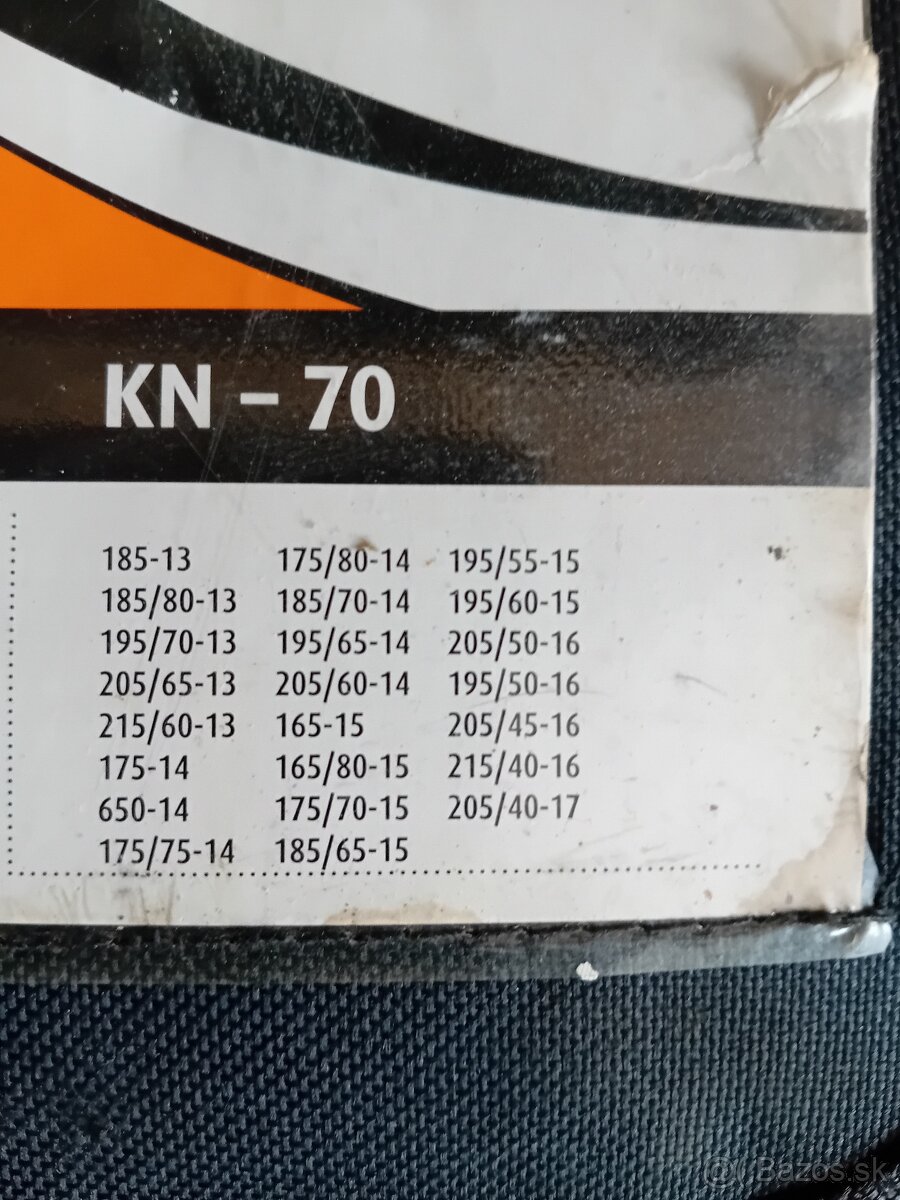 KN – 70
185-13 175/80-14 195/55-15
185/80-13 185/70-14 195/60-15
195/70-13 195/65-14 205/50-16
205/65-13 205/60-14 195/50-16
215/60-13 165-15 205/45-16
175-14 165/80-15 215/40-16
650-14 175/70-15 205/40-17
175/75-14 185/65-15
Bazos.sk